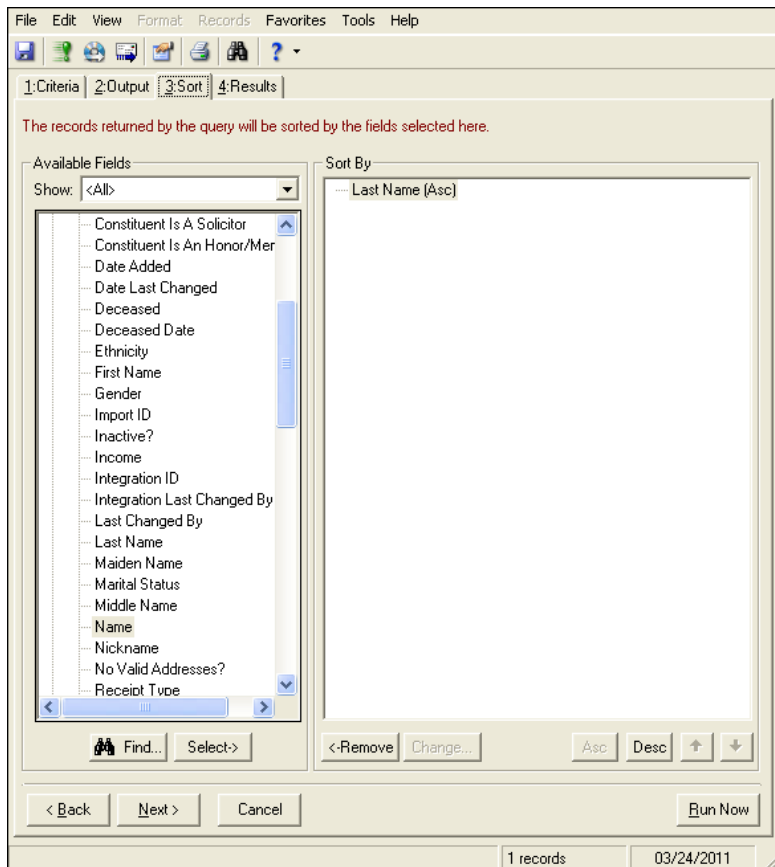 File Edit View Format Records Favorites Tools Help
?
1:Criteria 2:Output 3:Sort 4:Results
The records returned by the query will be sorted by the fields selected here.
Available Fields
Show: <All>
Constituent Is A Solicitor
Constituent Is An Honor/Mer
Date Added
Date Last Changed
Deceased
Deceased Date
Ethnicity
First Name
Gender
Import ID
Inactive?
Income
Integration ID
Integration Last Changed By
Last Changed By
Last Name
Maiden Name
Marital Status
Middle Name
Name
Nickname
No Valid Addresses?
Receipt Type
Find... Select->
Sort By
Last Name (Asc)
<-Remove Change... Asc Desc
< Back Next > Cancel Run Now
1 records 03/24/2011